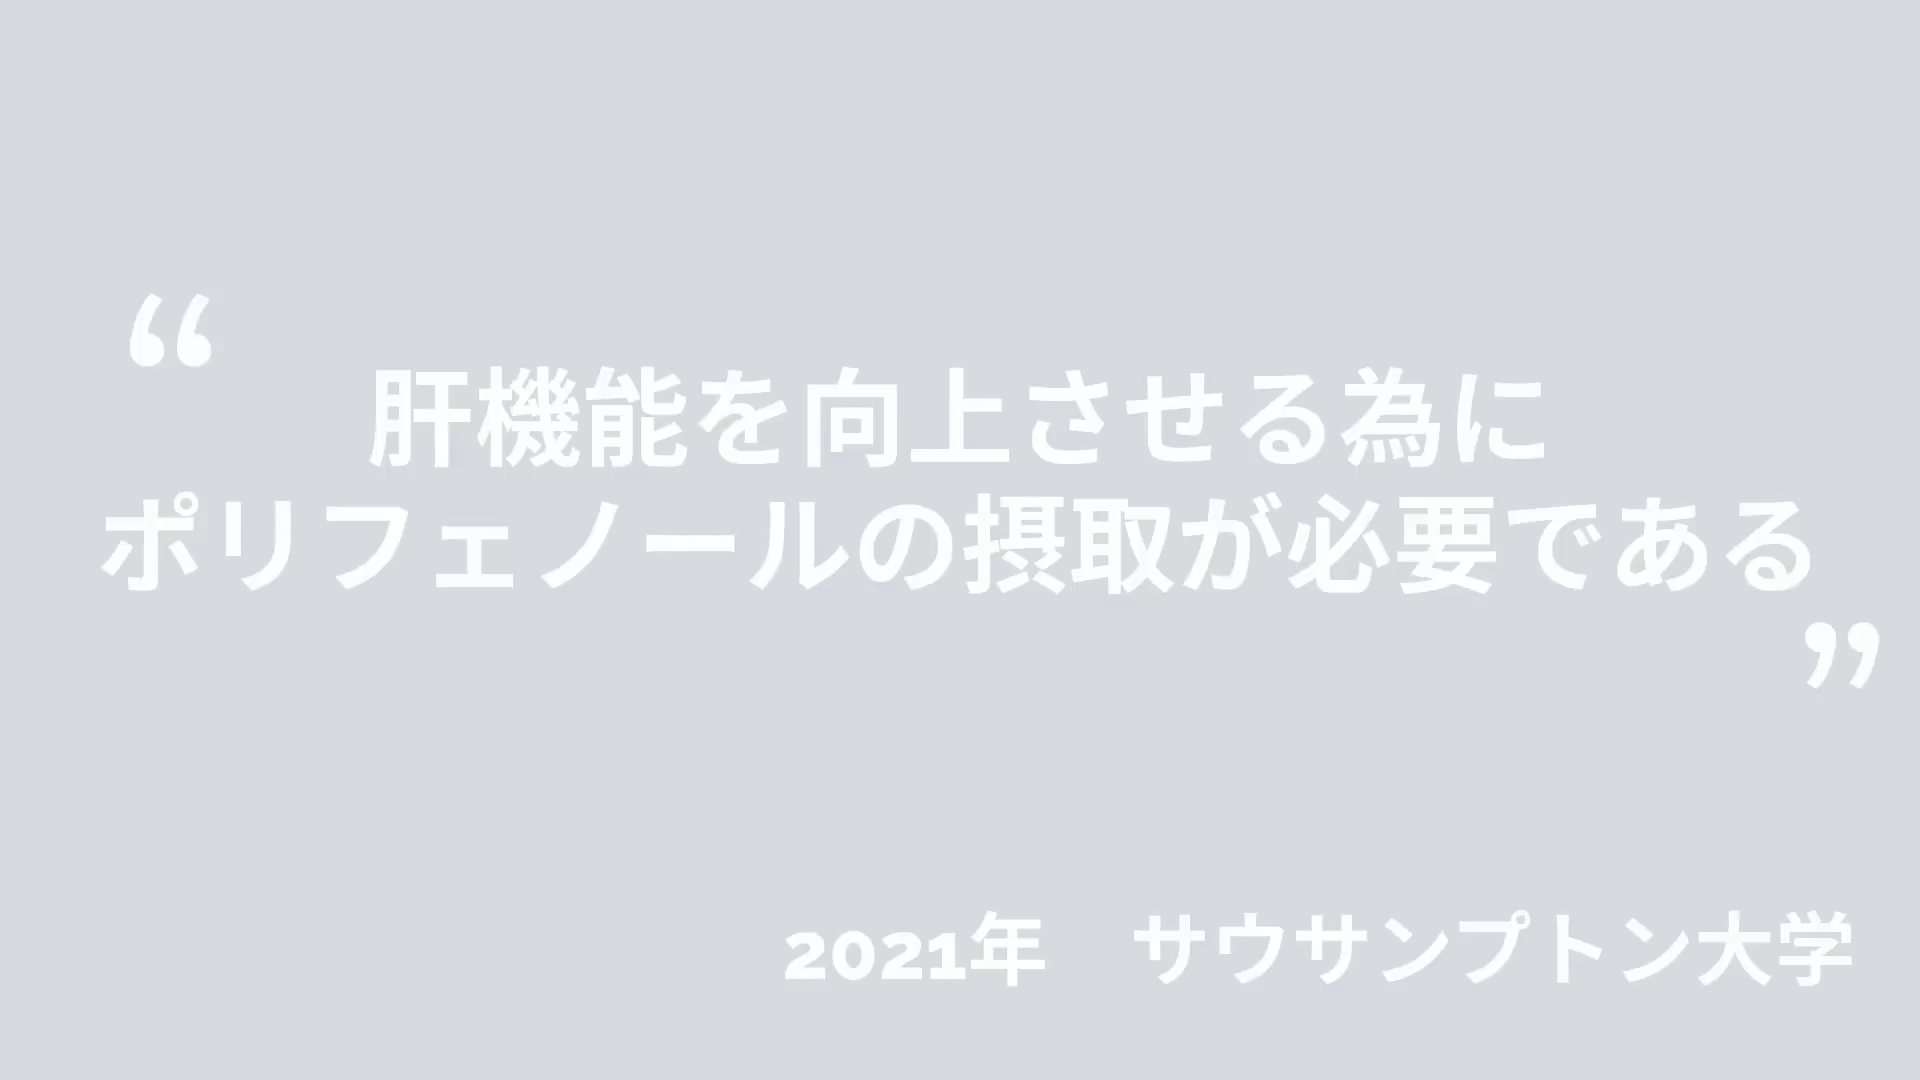 “
肝機能を向上させる為に
ポリフェノールの摂取が必要である
”
2021年　サウサンプトン大学